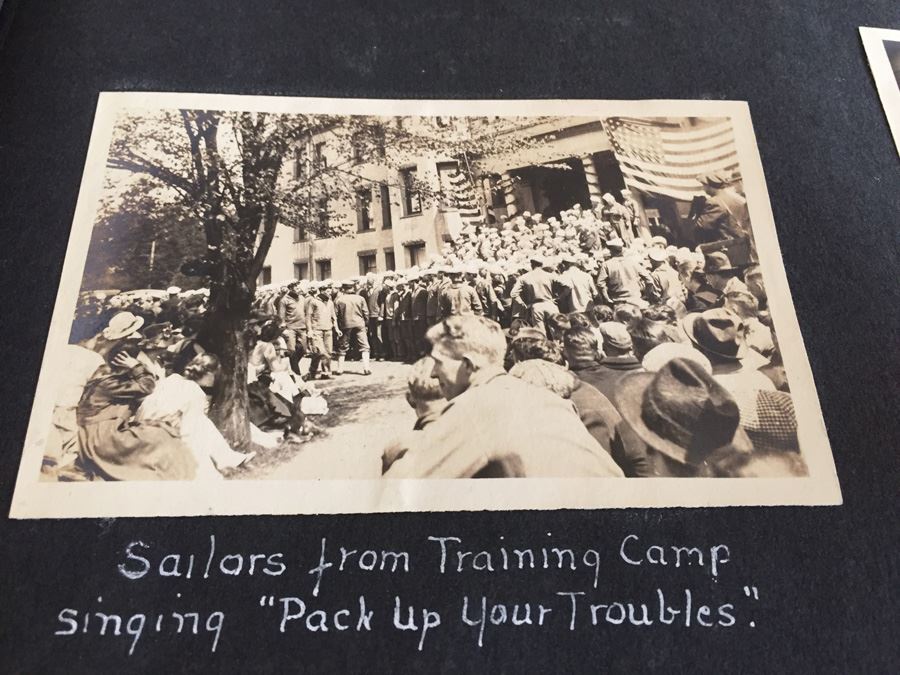 Sailors from Training Camp
singing "Pack Up Your Troubles".